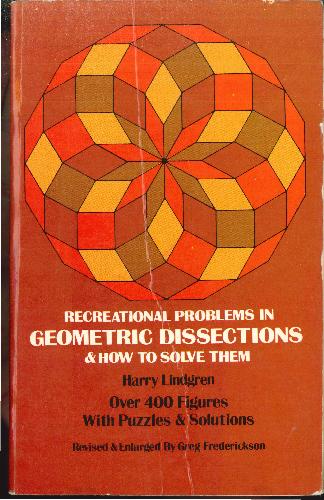 RECREATIONAL PROBLEMS IN
GEOMETRIC DISSECTIONS
& HOW TO SOLVE THEM
Harry Lindgren
Over 400 Figures
With Puzzles & Solutions
Revised & Enlarged By Greg Frederickson